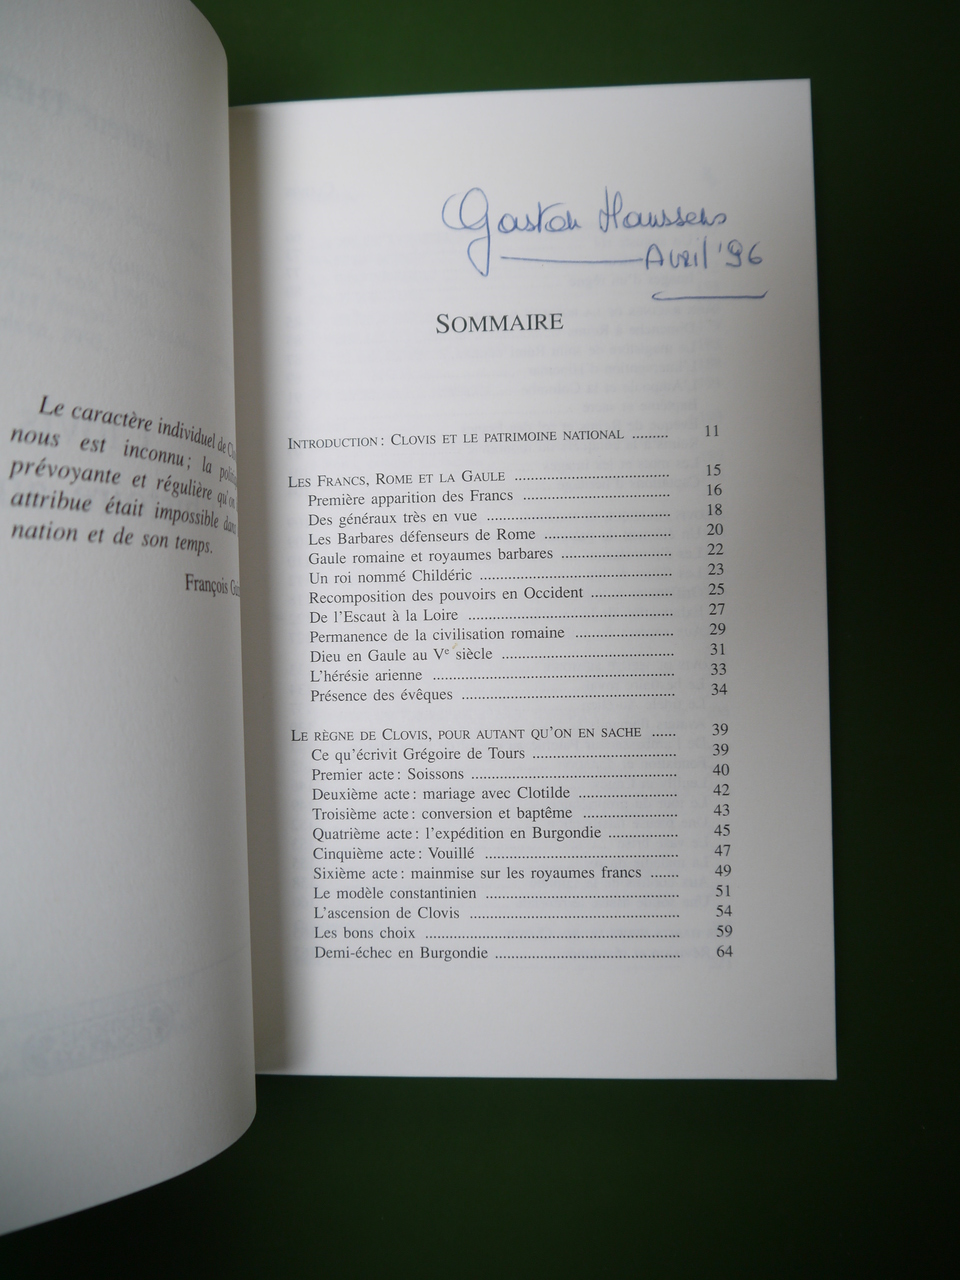 Le caractère individuel de
nous est inconnu; la
prévoyante et régulière qu'on
attribue était impossible dans
nation et de son temps.
François
Gaston Hanssens
Avril '96
SOMMAIRE
INTRODUCTION : CLOVIS ET LE PATRIMOINE NATIONAL ......... 11
LES FRANCS, ROME ET LA GAULE ..................................... 15
Première apparition des Francs ................................... 16
Des généraux très en vue ........................................... 18
Les Barbares défenseurs de Rome .............................. 20
Gaule romaine et royaumes barbares .......................... 22
Un roi nommé Childéric ............................................. 23
Recomposition des pouvoirs en Occident ................... 25
De l'Escaut à la Loire ................................................ 27
Permanence de la civilisation romaine ....................... 29
Dieu en Gaule au Ve siècle ........................................ 31
L'hérésie arienne ........................................................ 33
Présence des évêques .................................................. 34
LE RÈGNE DE CLOVIS, POUR AUTANT QU'ON EN SACHE ...... 39
Ce qu'écrivit Grégoire de Tours .................................. 39
Premier acte : Soissons ................................................ 40
Deuxième acte : mariage avec Clotilde ....................... 42
Troisième acte : conversion et baptême ...................... 43
Quatrième acte : l'expédition en Burgondie ................ 45
Cinquième acte : Vouillé ............................................. 47
Sixième acte : mainmise sur les royaumes francs ....... 49
Le modèle constantinien ............................................. 51
L'ascension de Clovis ................................................. 54
Les bons choix ............................................................ 59
Demi-échec en Burgondie ........................................... 64